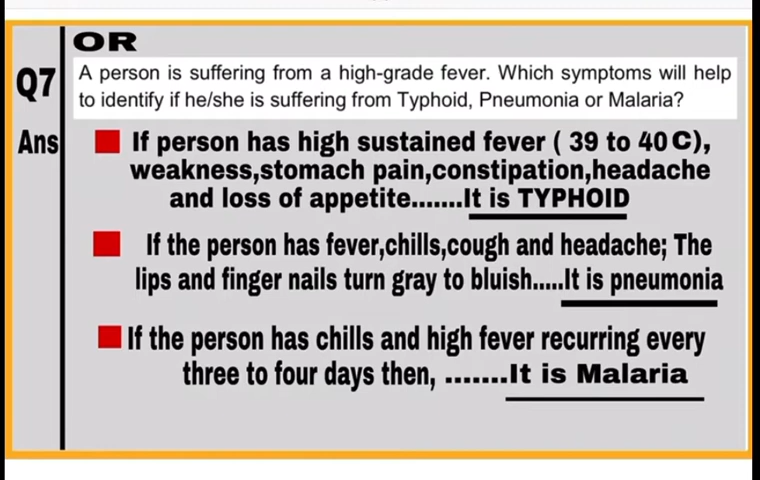 OR
Q7
A person is suffering from a high-grade fever. Which symptoms will help
to identify if he/she is suffering from Typhoid, Pneumonia or Malaria?
Ans
If person has high sustained fever ( 39 to 40 C),
weakness,stomach pain,constipation,headache
and loss of appetite.......It is TYPHOID
If the person has fever,chills,cough and headache; The
lips and finger nails turn gray to bluish.....It is pneumonia
If the person has chills and high fever recurring every
three to four days then, .......It is Malaria